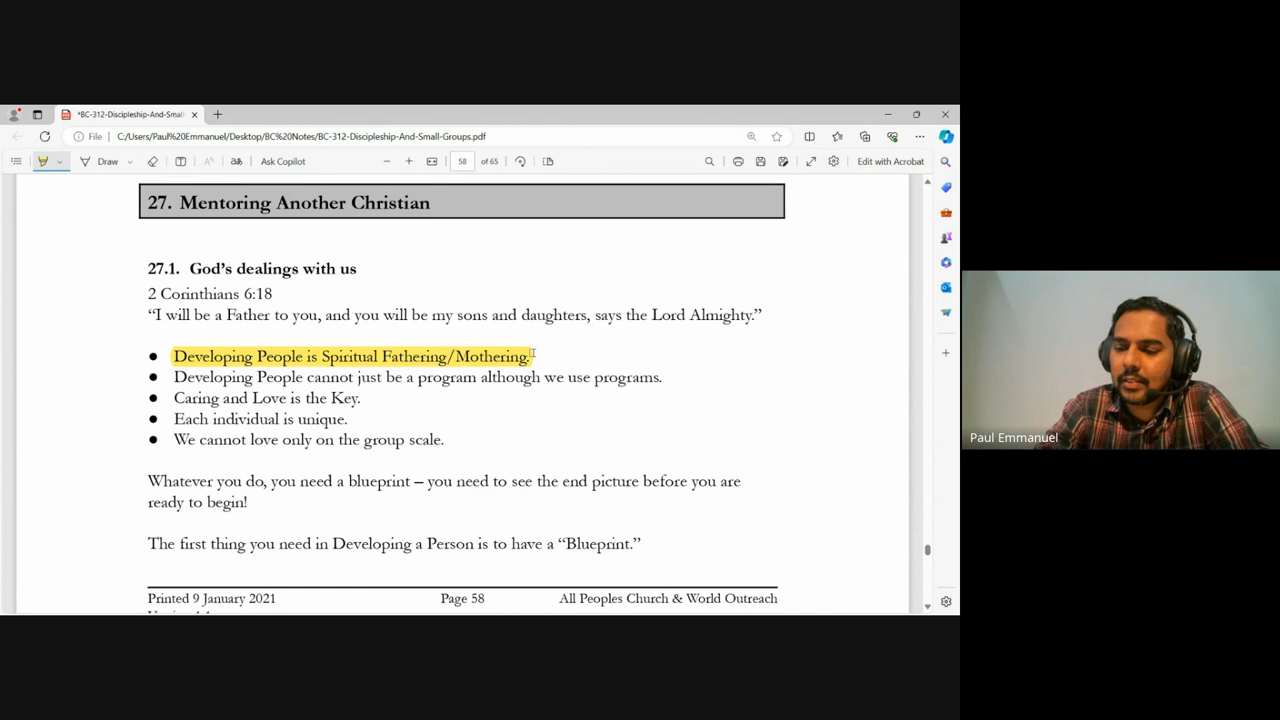 *BC-312-Discipleship-And-Small
File
C:/Users/Paul%20Emmanuel/Desktop/BC%20Notes/BC-312-Discipleship-And-Small-Groups.pdf
Draw
Ask Copilot
58 of 65
Edit with Acrobat
27. Mentoring Another Christian
27.1. God's dealings with us
2 Corinthians 6:18
“I will be a Father to you, and you will be my sons and daughters, says the Lord Almighty.”
● Developing People is Spiritual Fathering/Mothering.
● Developing People cannot just be a program although we use programs.
● Caring and Love is the Key.
● Each individual is unique.
● We cannot love only on the group scale.
Whatever you do, you need a blueprint – you need to see the end picture before you are
ready to begin!
The first thing you need in Developing a Person is to have a “Blueprint.”
Printed 9 January 2021 Page 58 All Peoples Church & World Outreach
Paul Emmanuel